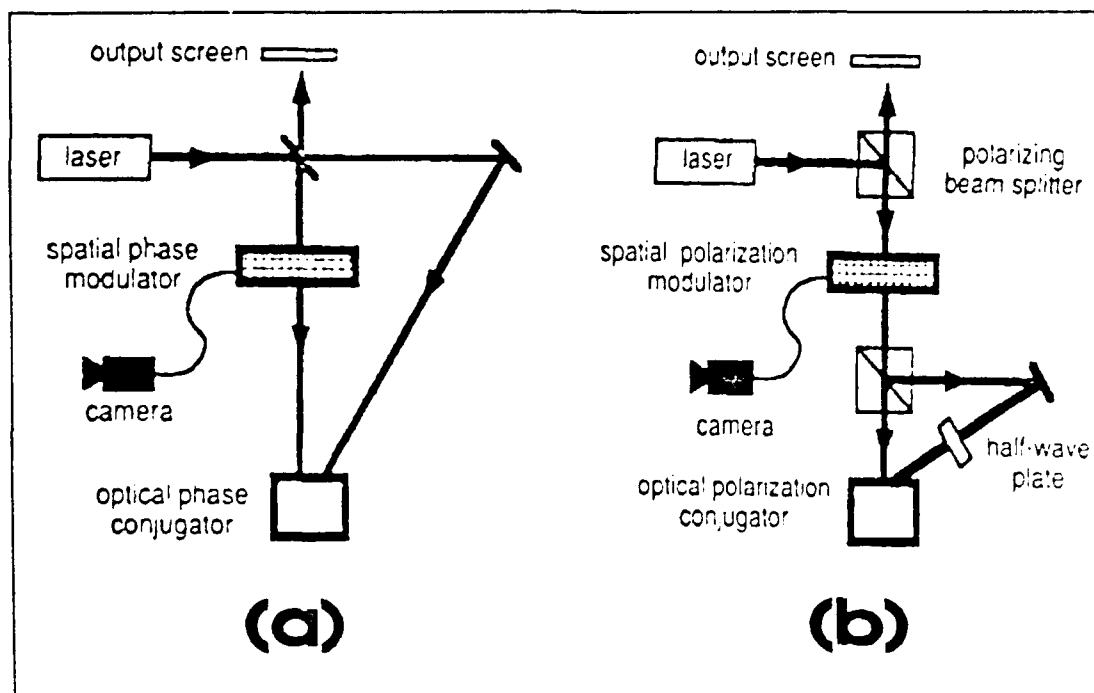 output screen
laser
spatial phase
modulator
camera
optical phase
conjugator
(a)
output screen
laser
polarizing
beam splitter
spatial polarization
modulator
camera
half-wave
plate
optical polarization
conjugator
(b)